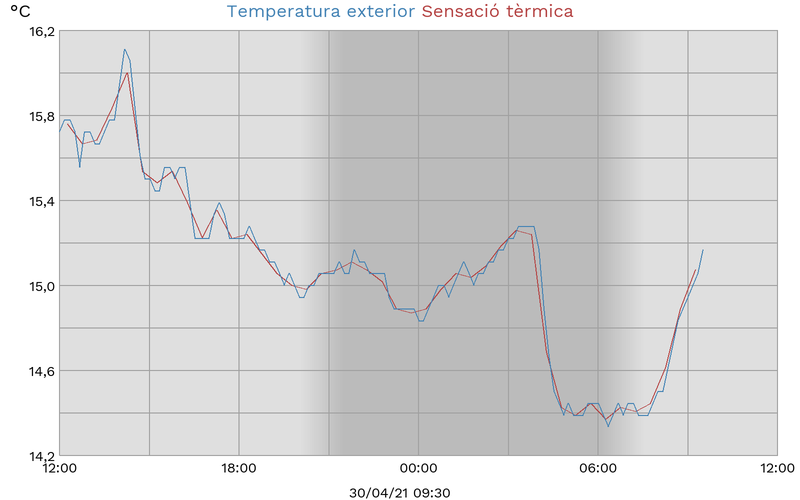 °C
Temperatura exterior Sensació tèrmica
16,2
15,8
15,4
15,0
14,6
14,2
12:00 18:00 00:00 06:00 12:00
30/04/21 09:30